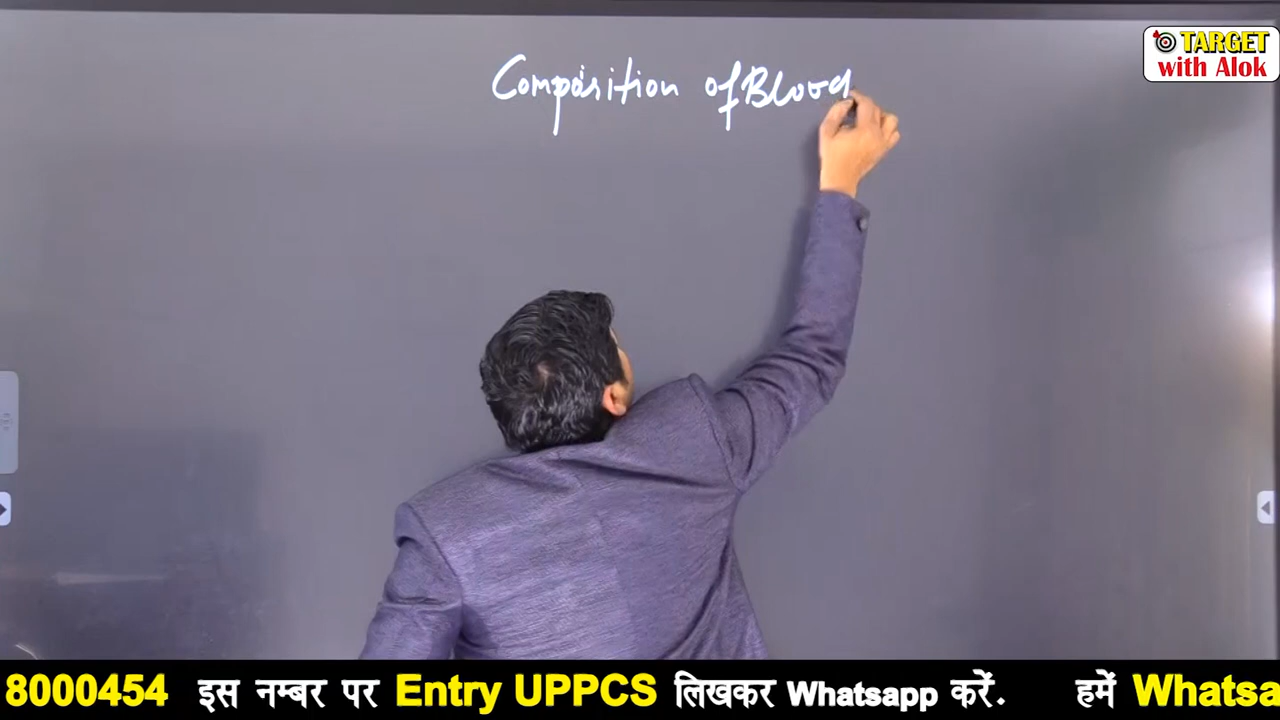 Composition of Blood
TARGET
with Alok
8000454 इस नम्बर पर Entry UPPCS लिखकर Whatsapp करें. हमें Whatsa